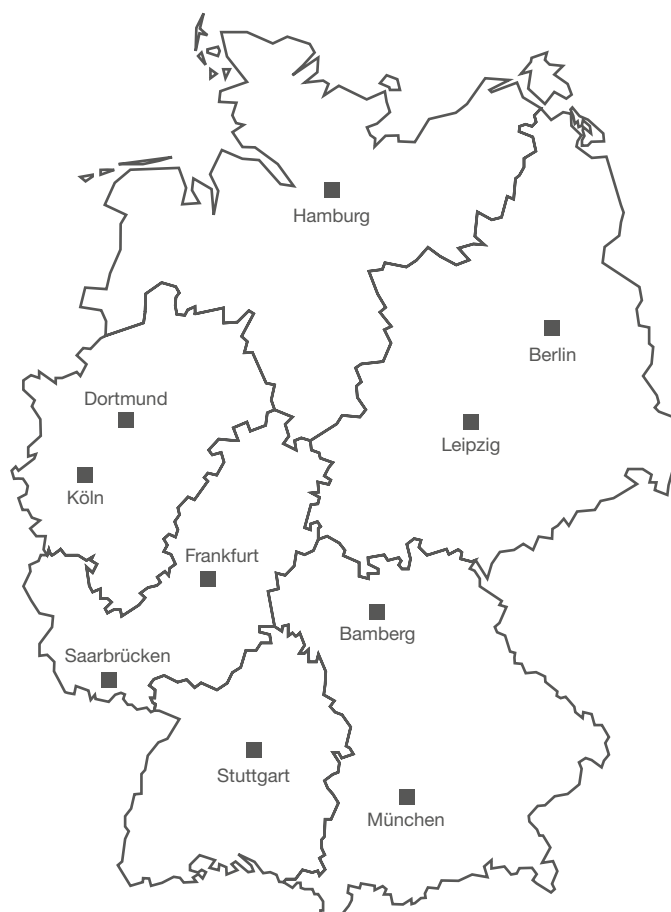 Hamburg
Berlin
Dortmund
Leipzig
Köln
Frankfurt
Bamberg
Saarbrücken
Stuttgart
München